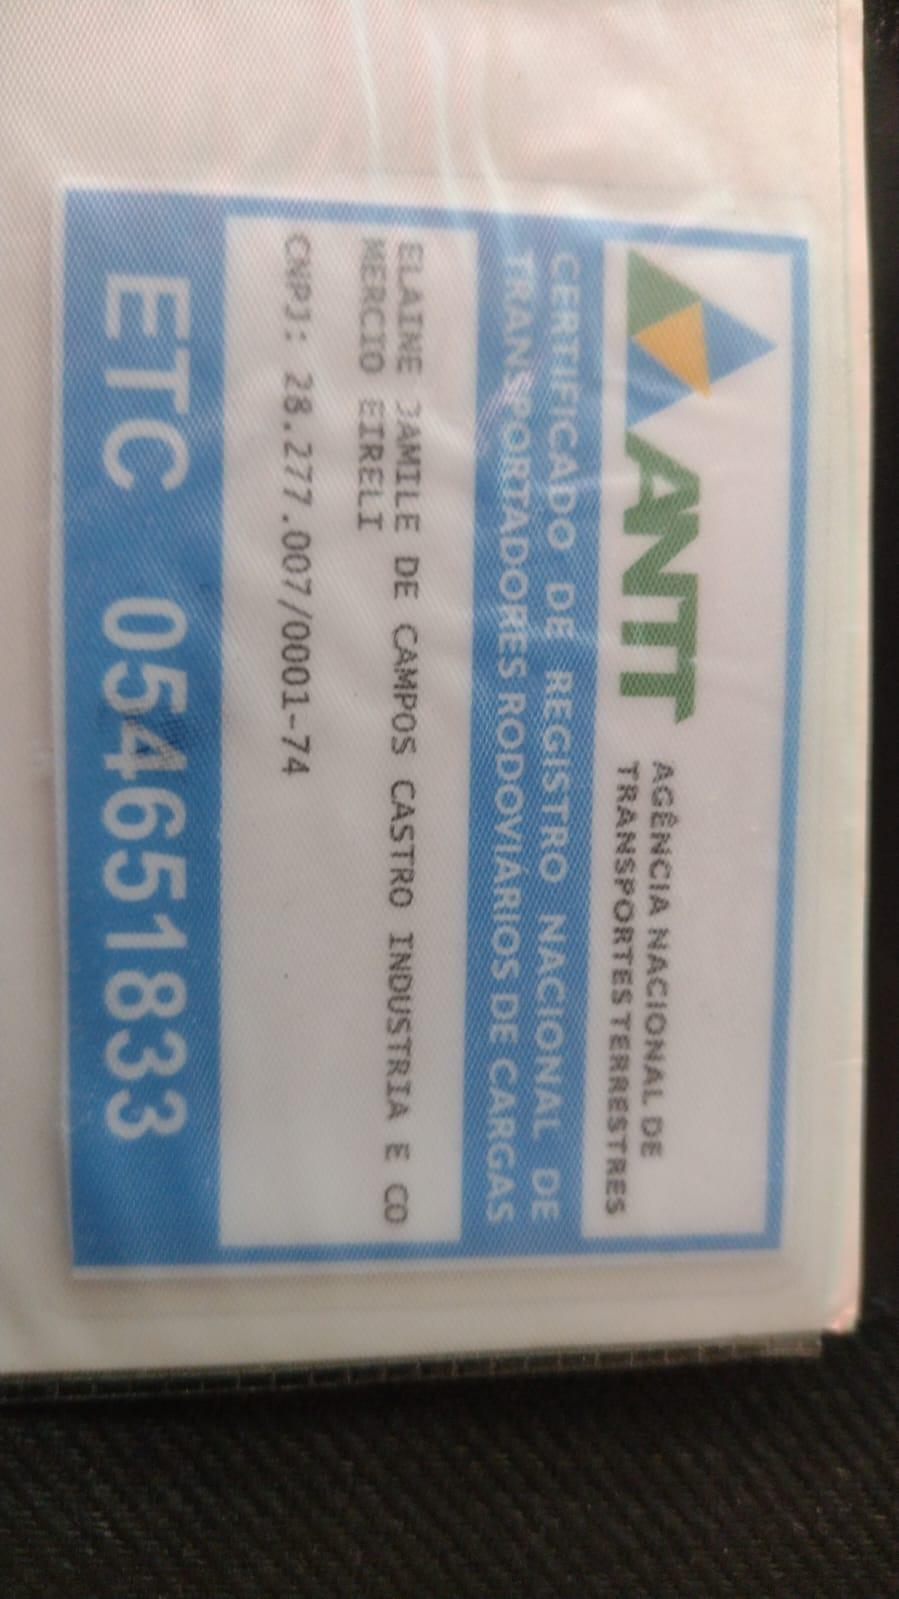 ANTT
AGÊNCIA NACIONAL DE
TRANSPORTES TERRESTRES
CERTIFICADO DE REGISTRO NACIONAL DE
TRANSPORTADORES RODOVIÁRIOS DE CARGAS
ELAINE JAMILE DE CAMPOS CASTRO INDUSTRIA E CO
MERCIO EIRELI
CNPJ: 28.277.007/0001-74
ETC 054651833